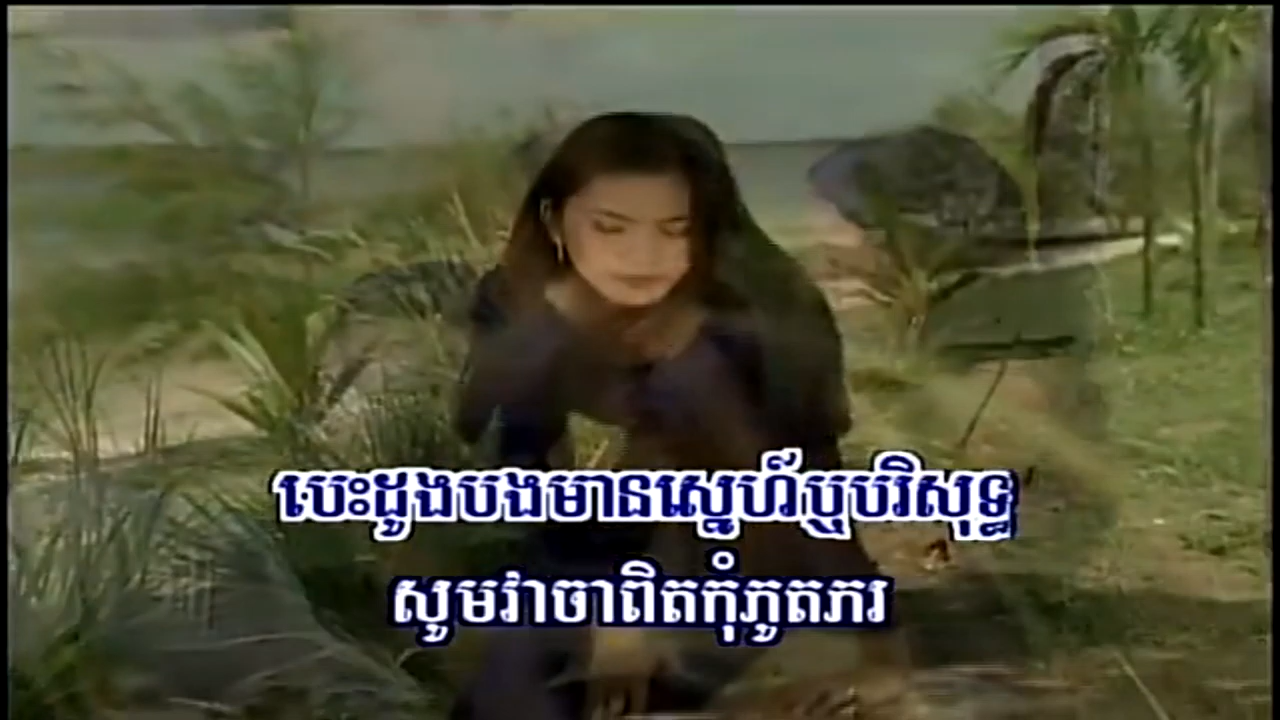 បេះដូងបងមានស្នេហ៍ឬបរិសុទ្ធ
សូមវាចាពិតកុំភូតភរ